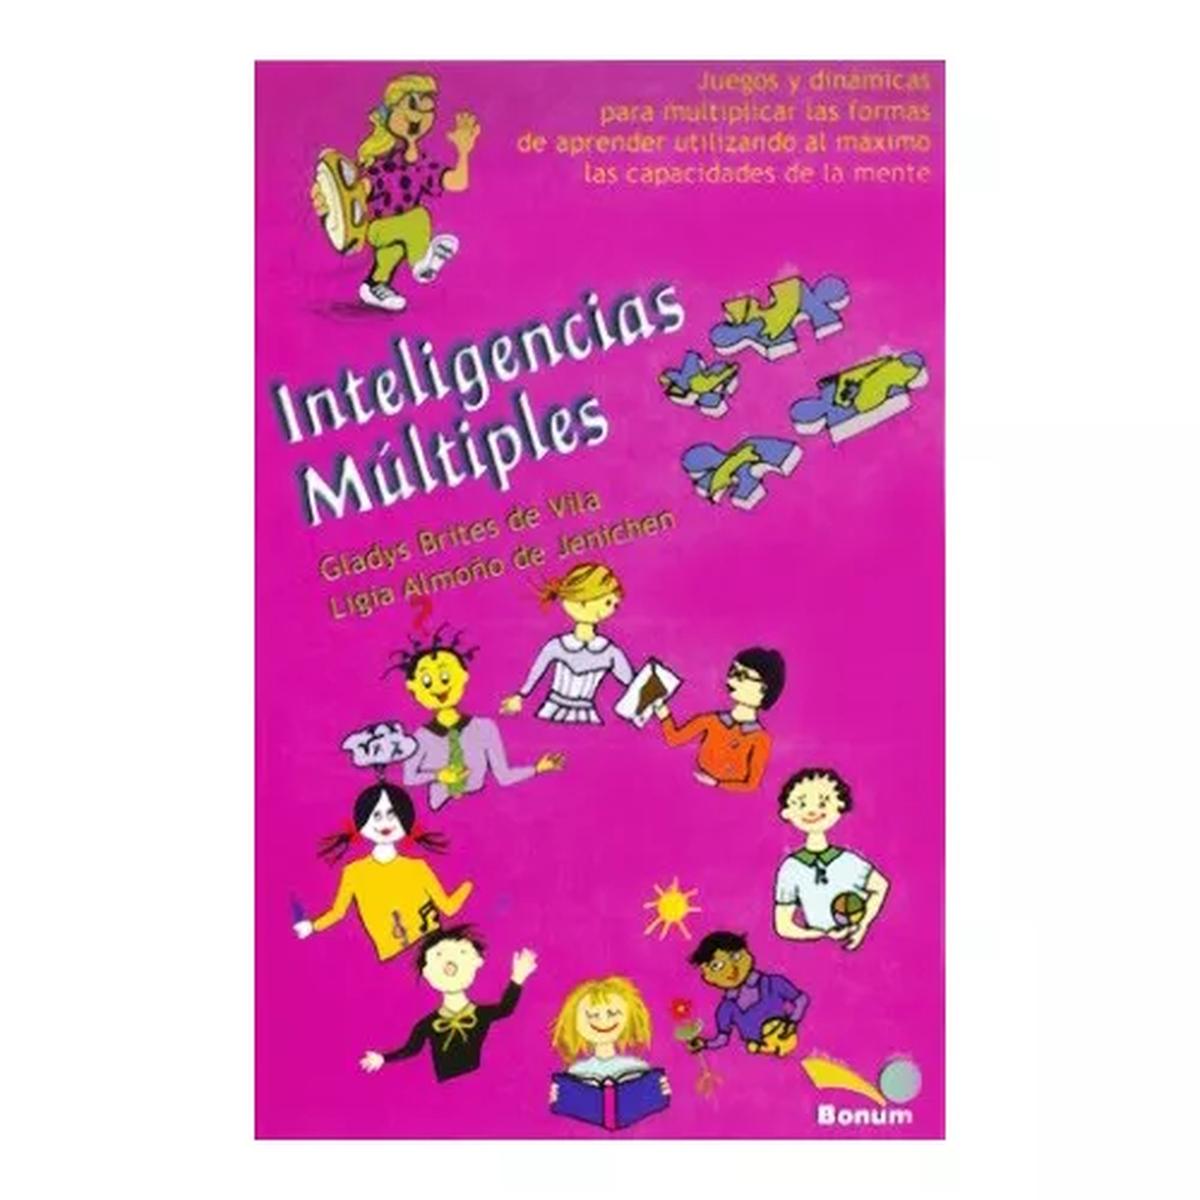 Juegos y dinámicas
para multiplicar las formas
de aprender utilizando al máximo
las capacidades de la mente
Inteligencias
Múltiples
Gladys Brites de Vila
Ligia Almoño de Jenichen
?
Bonum